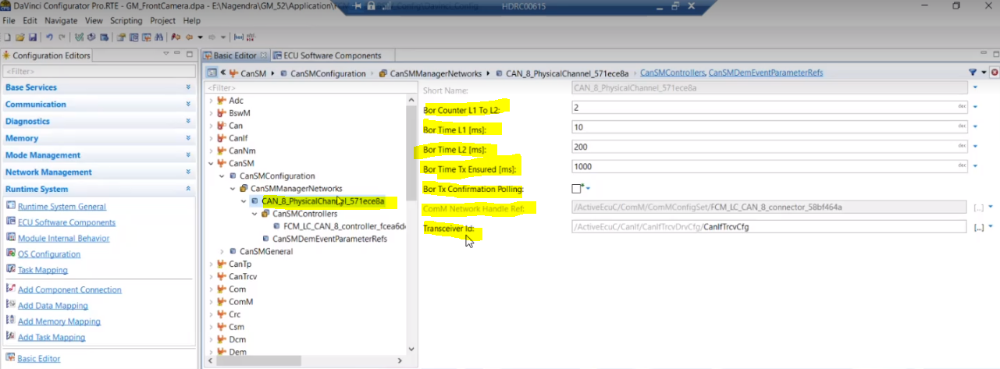 DaVinci Configurator Pro.RTE - GM_FrontCamera.dpa - E:\Nagendra\GM_52\Application\
HDRC00615
File Edit Navigate View Scripting Project Help
Configuration Editors
Basic Editor ECU Software Components
<Filter>
CanSM CanSMConfiguration CanSMManagerNetworks CAN_8_PhysicalChannel_571ece8a CanSMControllers, CanSMDemEventParameterRefs
Base Services
Communication
Diagnostics
Memory
Mode Management
Network Management
Runtime System
Runtime System General
ECU Software Components
Module Internal Behavior
OS Configuration
Task Mapping
Add Component Connection
Add Data Mapping
Add Memory Mapping
Add Task Mapping
Basic Editor
<Filter>
Adc
BswM
Can
CanIf
CanNm
CanSM
CanSMConfiguration
CanSMManagerNetworks
CAN_8_PhysicalChannel_571ece8a
CanSMControllers
FCM_LC_CAN_8_controller_fcea6d
CanSMDemEventParameterRefs
CanSMGeneral
CanTp
CanTrcv
Com
ComM
Crc
Csm
Dcm
Dem
Short Name: CAN_8_PhysicalChannel_571ece8a
Bor Counter L1 To L2: 2 dec
Bor Time L1 [ms]: 10 dec
Bor Time L2 [ms]: 200 dec
Bor Time Tx Ensured [ms]: 1000 dec
Bor Tx Confirmation Polling:
ComM Network Handle Ref: /ActiveEcuC/ComM/ComMConfigSet/FCM_LC_CAN_8_connector_58bf464a [...]
Transceiver Id: /ActiveEcuC/CanIf/CanIfTrcvDrvCfg/CanIfTrcvCfg [...]